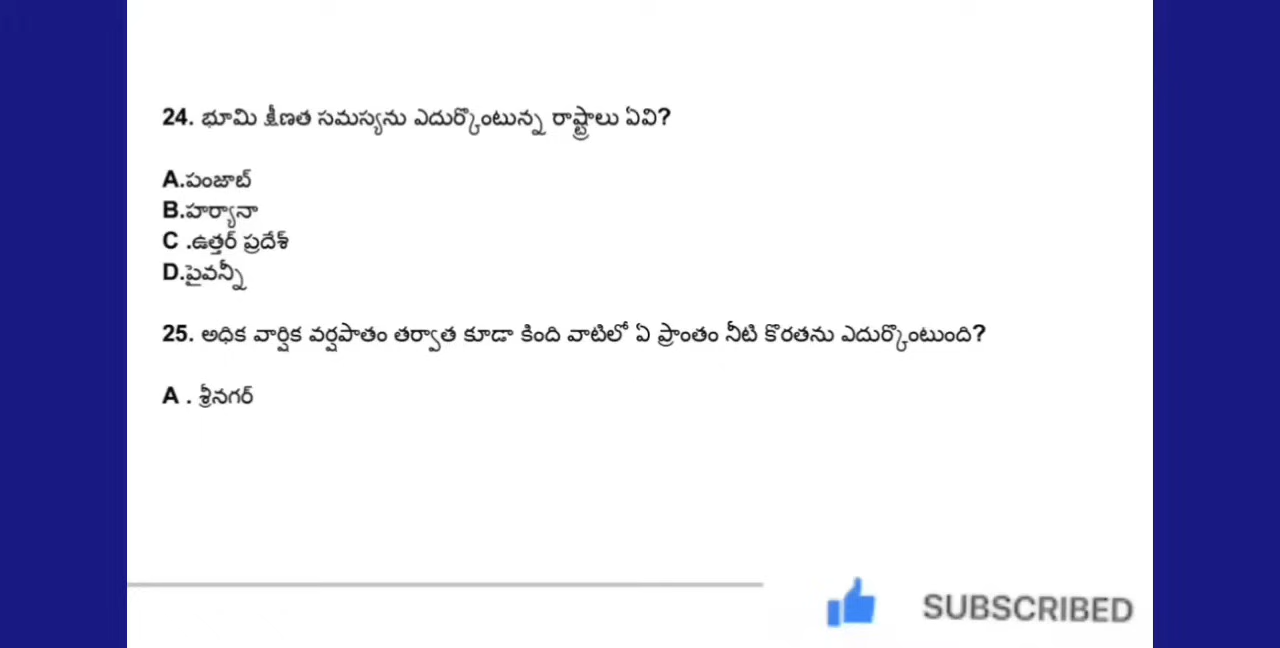 24. భూమి క్షీణత సమస్యను ఎదుర్కొంటున్న రాష్ట్రాలు ఏవి?
A.పంజాబ్
B.హర్యానా
C .ఉత్తర్ ప్రదేశ్
D.పైవన్నీ
25. అధిక వార్షిక వర్షపాతం తర్వాత కూడా కింది వాటిలో ఏ ప్రాంతం నీటి కొరతను ఎదుర్కొంటుంది?
A . శ్రీనగర్
SUBSCRIBED